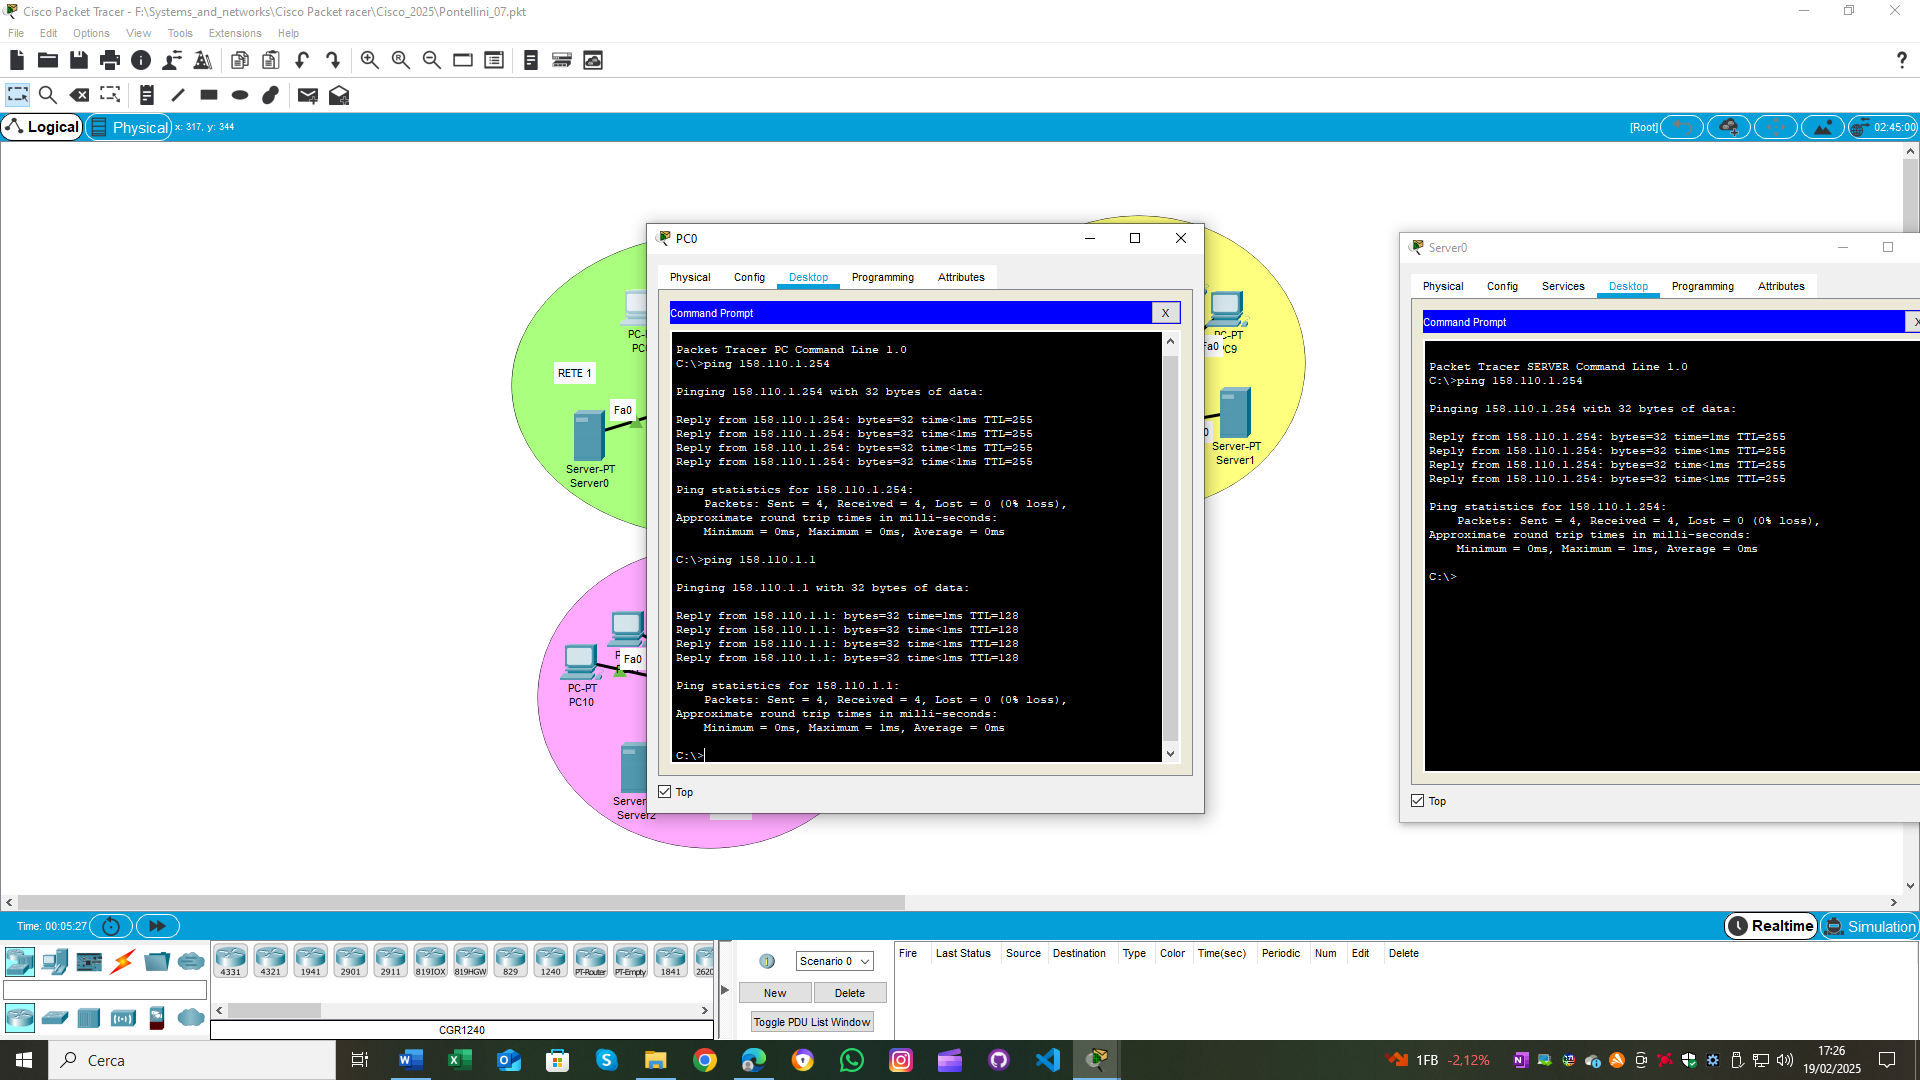 Cisco Packet Tracer - F:\Systems_and_networks\Cisco Packet racer\Cisco_2025\Pontellini_07.pkt
File Edit Options View Tools Extensions Help
Logical Physical x: 317, y: 344 [Root] 02:45:00
PC0
Physical Config Desktop Programming Attributes
Command Prompt X
Packet Tracer PC Command Line 1.0
C:\>ping 158.110.1.254
Pinging 158.110.1.254 with 32 bytes of data:
Reply from 158.110.1.254: bytes=32 time<1ms TTL=255
Reply from 158.110.1.254: bytes=32 time<1ms TTL=255
Reply from 158.110.1.254: bytes=32 time<1ms TTL=255
Reply from 158.110.1.254: bytes=32 time<1ms TTL=255
Ping statistics for 158.110.1.254:
Packets: Sent = 4, Received = 4, Lost = 0 (0% loss),
Approximate round trip times in milli-seconds:
Minimum = 0ms, Maximum = 0ms, Average = 0ms
C:\>ping 158.110.1.1
Pinging 158.110.1.1 with 32 bytes of data:
Reply from 158.110.1.1: bytes=32 time=1ms TTL=128
Reply from 158.110.1.1: bytes=32 time<1ms TTL=128
Reply from 158.110.1.1: bytes=32 time<1ms TTL=128
Reply from 158.110.1.1: bytes=32 time<1ms TTL=128
Ping statistics for 158.110.1.1:
Packets: Sent = 4, Received = 4, Lost = 0 (0% loss),
Approximate round trip times in milli-seconds:
Minimum = 0ms, Maximum = 1ms, Average = 0ms
C:\>
Top
Server0
Physical Config Services Desktop Programming Attributes
Command Prompt X
Packet Tracer SERVER Command Line 1.0
C:\>ping 158.110.1.254
Pinging 158.110.1.254 with 32 bytes of data:
Reply from 158.110.1.254: bytes=32 time=1ms TTL=255
Reply from 158.110.1.254: bytes=32 time<1ms TTL=255
Reply from 158.110.1.254: bytes=32 time<1ms TTL=255
Reply from 158.110.1.254: bytes=32 time<1ms TTL=255
Ping statistics for 158.110.1.254:
Packets: Sent = 4, Received = 4, Lost = 0 (0% loss),
Approximate round trip times in milli-seconds:
Minimum = 0ms, Maximum = 1ms, Average = 0ms
C:\>
Top
RETE 1
Fa0
Server-PT
Server0
Fa0
PC-PT
PC10
Server2
Fa0
PC9
Server-PT
Server1
Time: 00:05:27 Realtime Simulation
4331 4321 1941 2901 2911 819IOX 819HGW 829 1240 PT-Router PT-Empty 1841 2620
CGR1240
Scenario 0
New Delete
Toggle PDU List Window
Fire Last Status Source Destination Type Color Time(sec) Periodic Num Edit Delete
Cerca
1FB -2,12%
17:26
19/02/2025